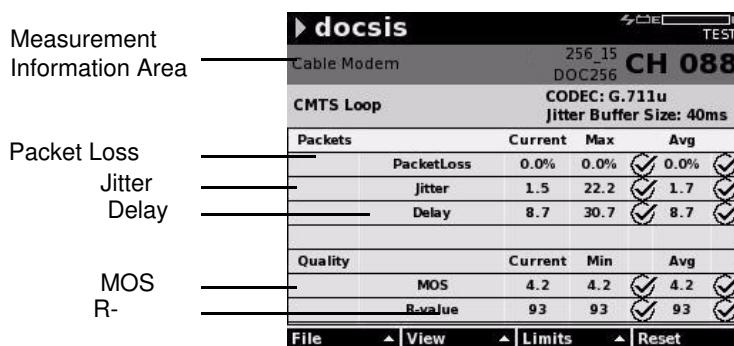 docsis
TEST
Measurement
Information Area
Cable Modem
256_15
DOC256
CH 088
CMTS Loop
CODEC: G.711u
Jitter Buffer Size: 40ms
Packets Current Max Avg
Packet Loss
PacketLoss 0.0% 0.0% 0.0%
Jitter
Jitter 1.5 22.2 1.7
Delay
Delay 8.7 30.7 8.7
Quality Current Min Avg
MOS
MOS 4.2 4.2 4.2
R-
R-value 93 93 93
File View Limits Reset